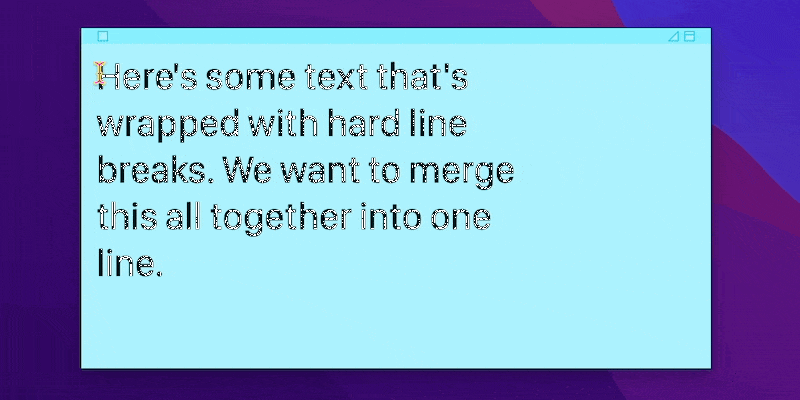 Here's some text that's
wrapped with hard line
breaks. We want to merge
this all together into one
line.